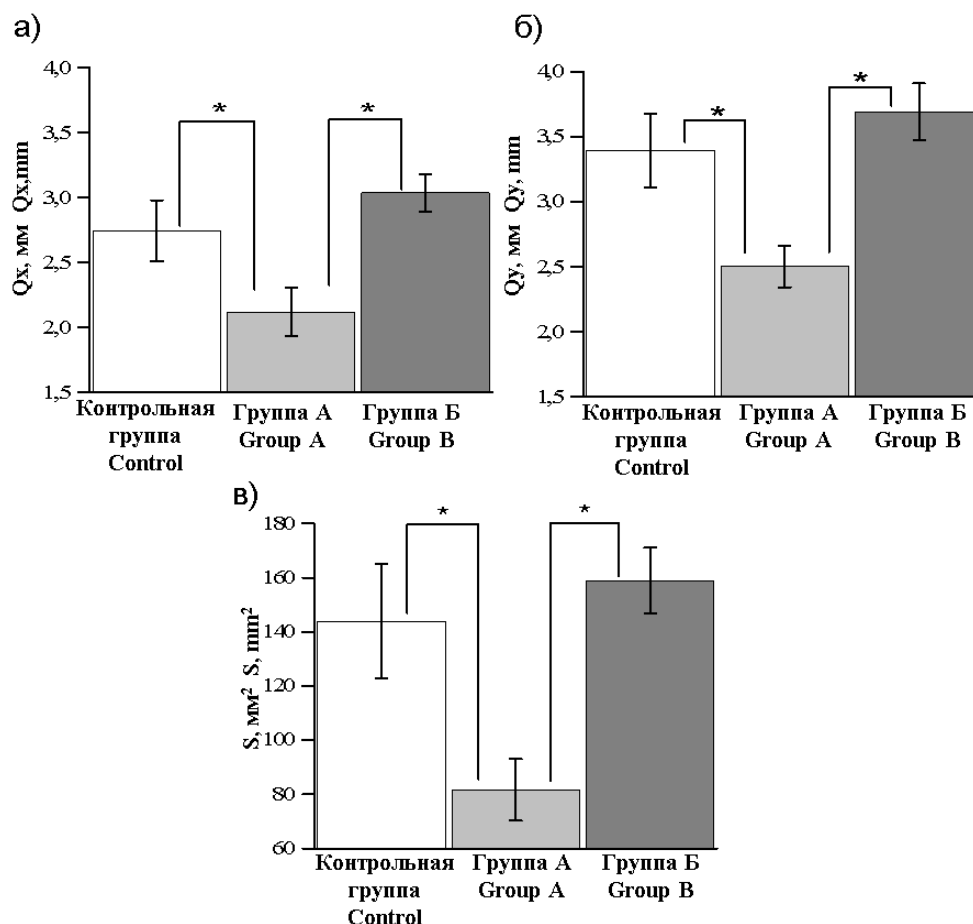 а)
4,0
3,5
3,0
2,5
2,0
1,5
Qx, мм Qx,mm
*
*
Контрольная
группа
Control
Группа А
Group A
Группа Б
Group B
б)
4,0
3,5
3,0
2,5
2,0
1,5
Qy, мм Qy, mm
*
*
Контрольная
группа
Control
Группа А
Group A
Группа Б
Group B
в)
180
160
140
120
100
80
60
S, мм² S, mm²
*
*
Контрольная
группа
Control
Группа А
Group A
Группа Б
Group B